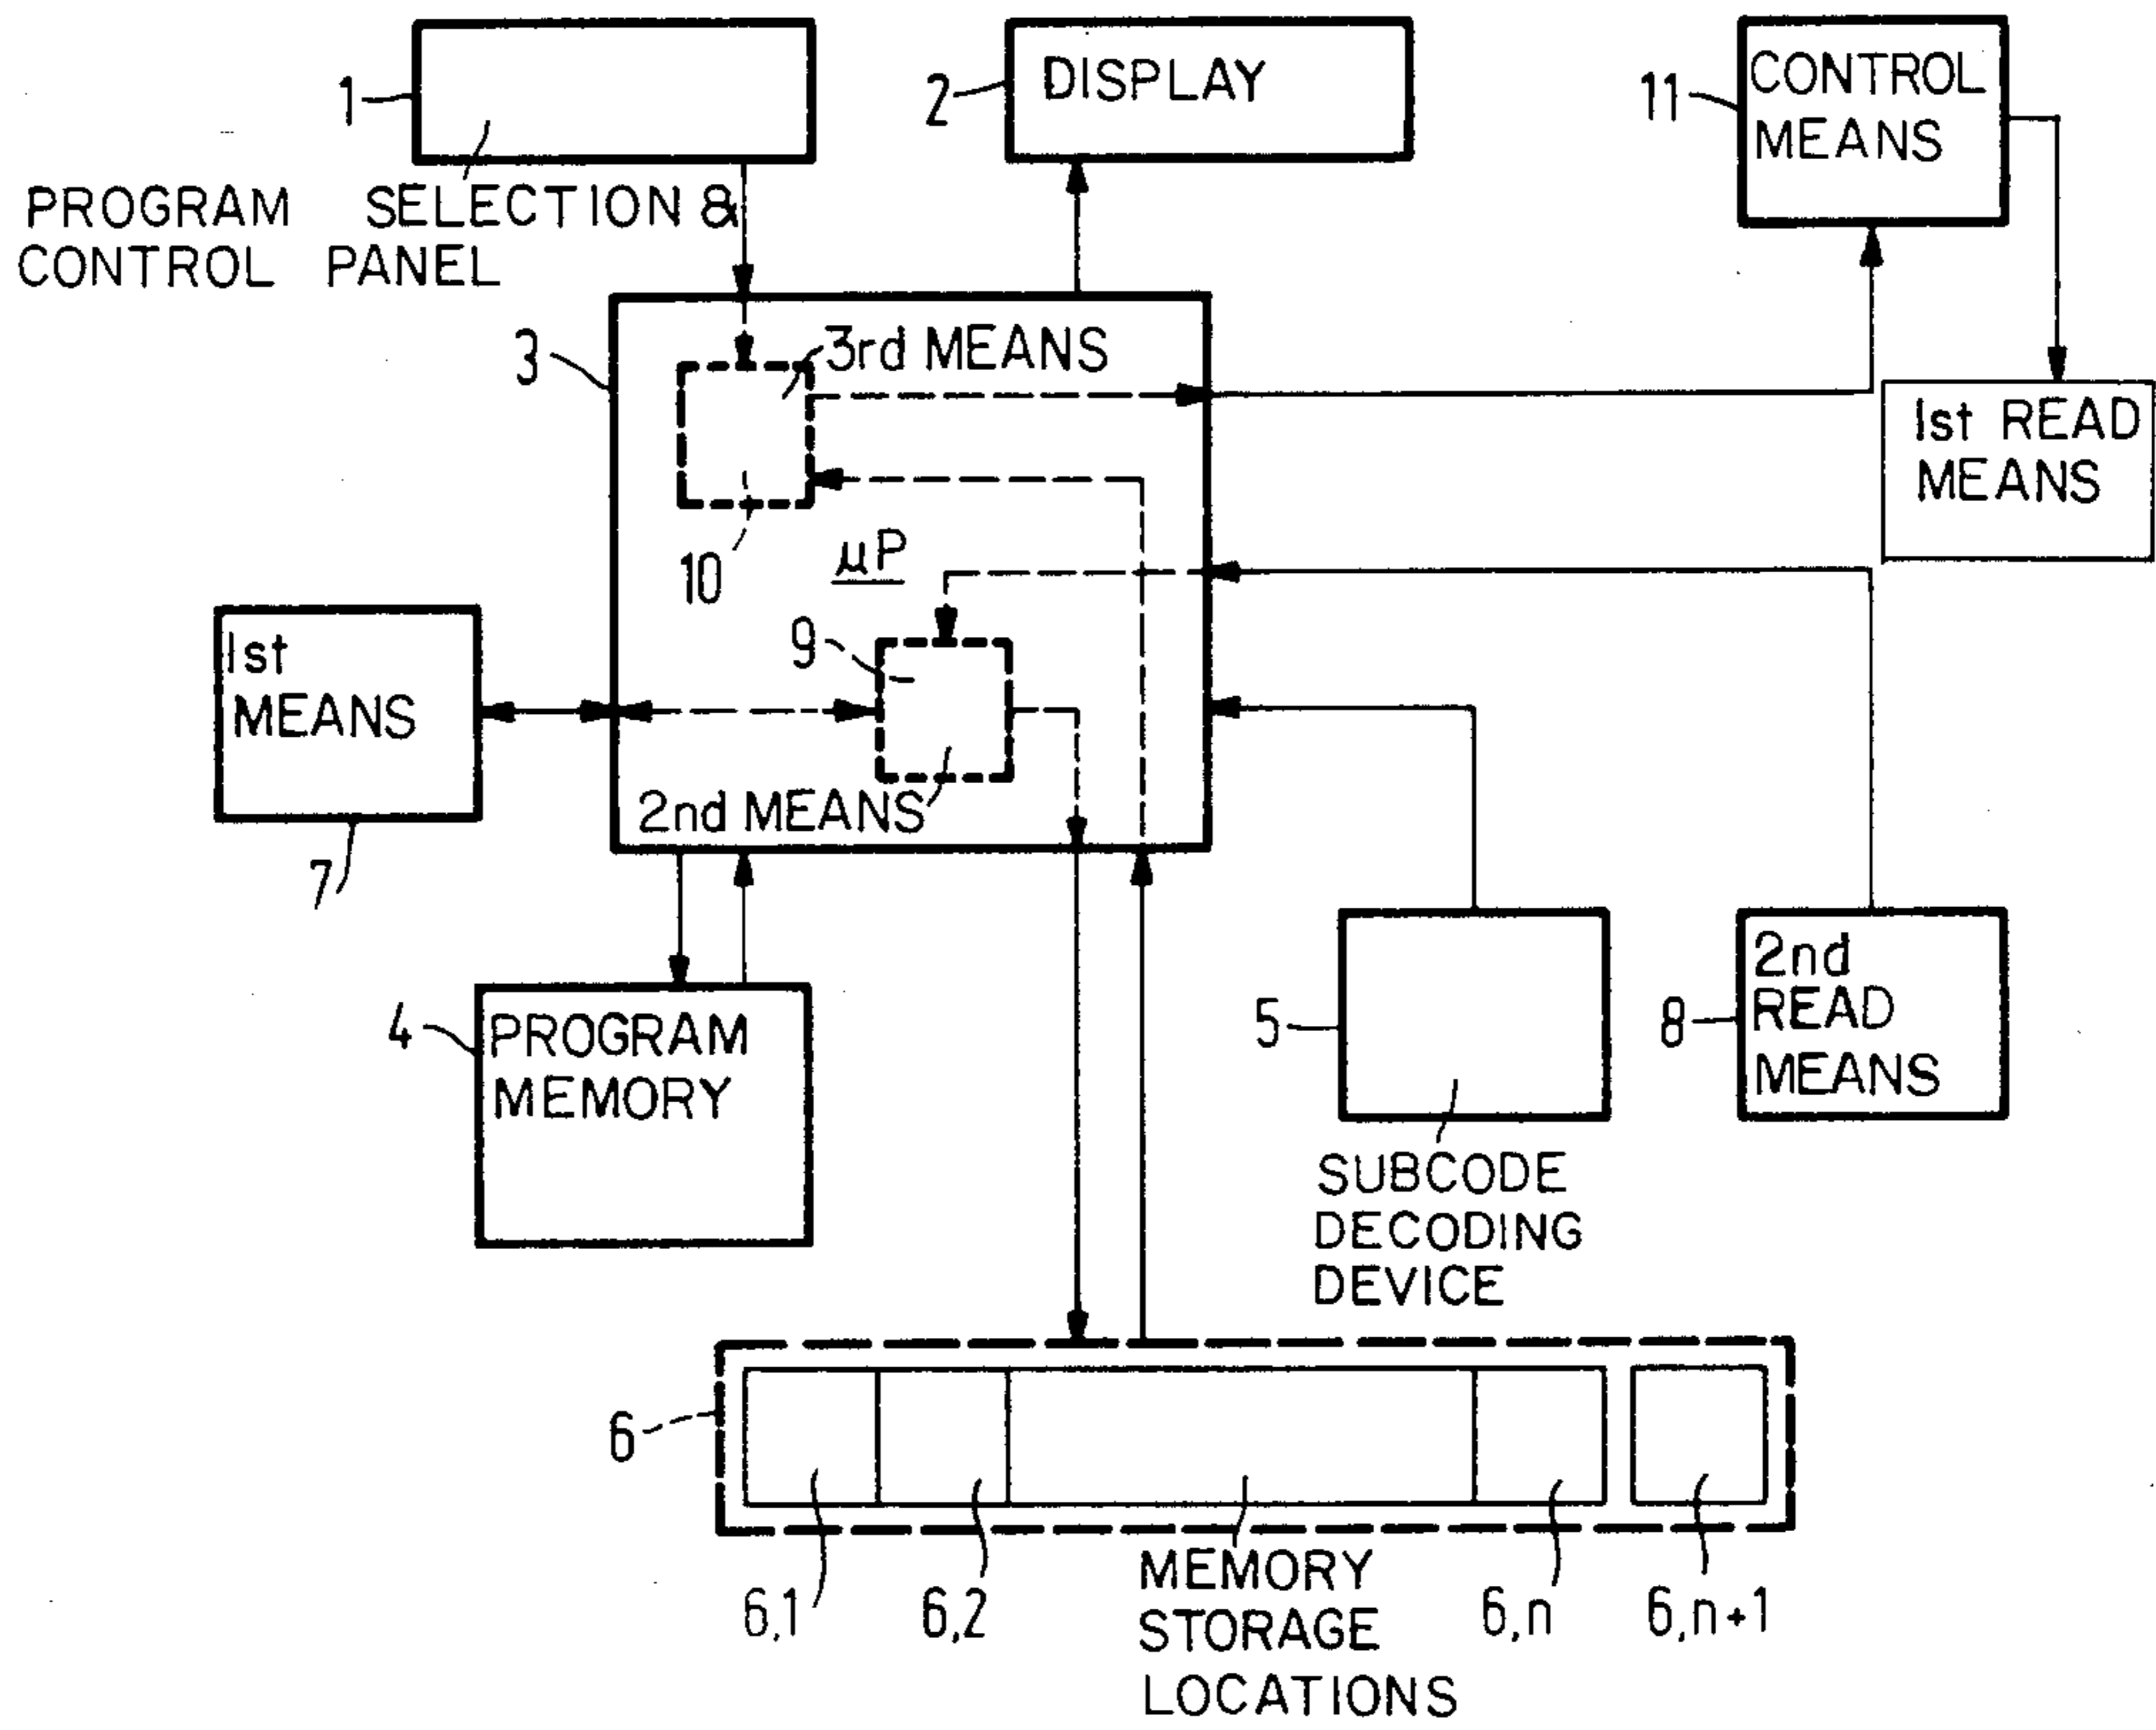 1
2
DISPLAY
11
CONTROL
MEANS
PROGRAM SELECTION &
CONTROL PANEL
3
3rd MEANS
1st READ
MEANS
10
µP
1st
MEANS
9
2nd MEANS
7
4
PROGRAM
MEMORY
5
8
2nd
READ
MEANS
SUBCODE
DECODING
DEVICE
6
6,1
6,2
MEMORY
STORAGE
LOCATIONS
6,n
6,n+1